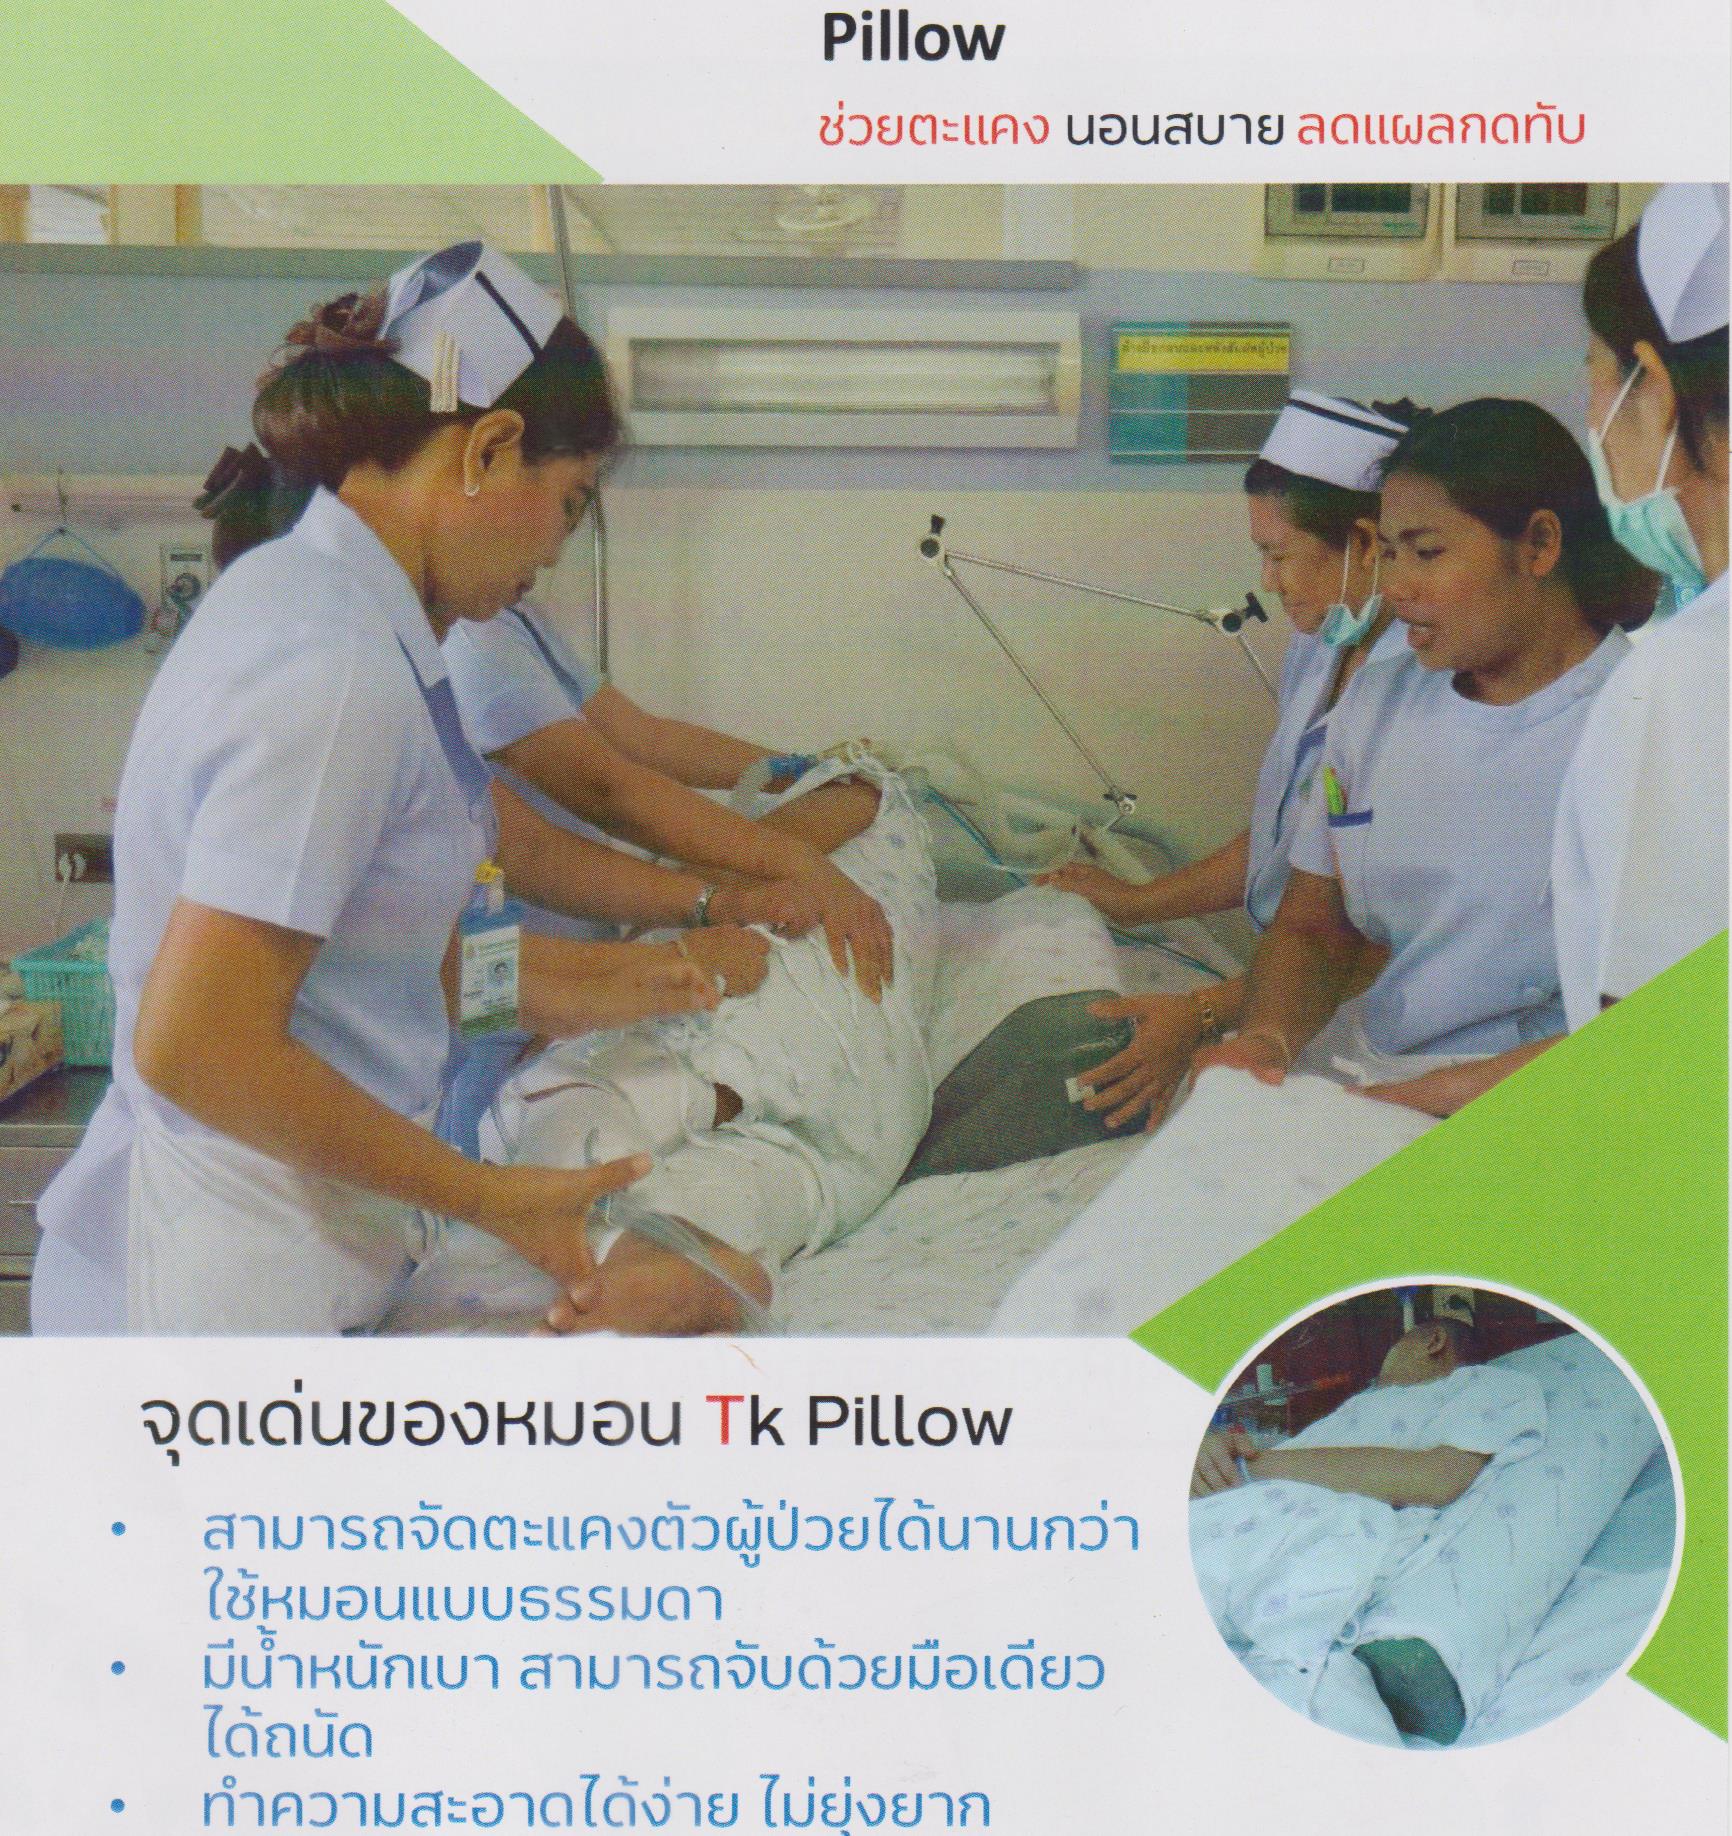 Pillow
ช่วยตะแคง นอนสบาย ลดแผลกดทับ
จุดเด่นของหมอน Tk Pillow
• สามารถจัดตะแคงตัวผู้ป่วยได้นานกว่า
ใช้หมอนแบบธรรมดา
• มีน้ำหนักเบา สามารถจับด้วยมือเดียว
ได้ถนัด
• ทำความสะอาดได้ง่าย ไม่ยุ่งยาก